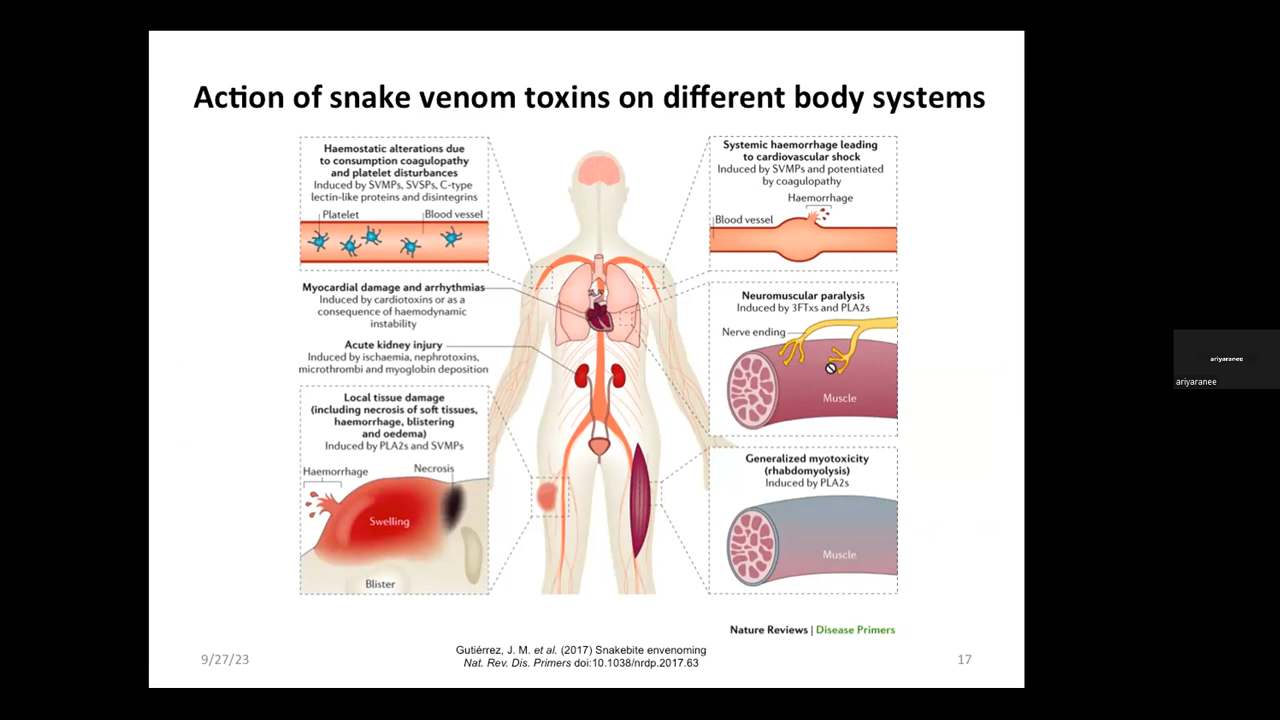 Action of snake venom toxins on different body systems
Haemostatic alterations due
to consumption coagulopathy
and platelet disturbances
Induced by SVMPs, SVSPs, C-type
lectin-like proteins and disintegrins
Platelet
Blood vessel
Myocardial damage and arrhythmias
Induced by cardiotoxins or as a
consequence of haemodynamic
instability
Acute kidney injury
Induced by ischaemia, nephrotoxins,
microthrombi and myoglobin deposition
Local tissue damage
(including necrosis of soft tissues,
haemorrhage, blistering
and oedema)
Induced by PLA2s and SVMPs
Haemorrhage
Necrosis
Swelling
Blister
Systemic haemorrhage leading
to cardiovascular shock
Induced by SVMPs and potentiated
by coagulopathy
Haemorrhage
Blood vessel
Neuromuscular paralysis
Induced by 3FTxs and PLA2s
Nerve ending
Muscle
Generalized myotoxicity
(rhabdomyolysis)
Induced by PLA2s
Muscle
Nature Reviews | Disease Primers
9/27/23
Gutiérrez, J. M. et al. (2017) Snakebite envenoming
Nat. Rev. Dis. Primers doi:10.1038/nrdp.2017.63
17
ariyaranee
ariyaranee